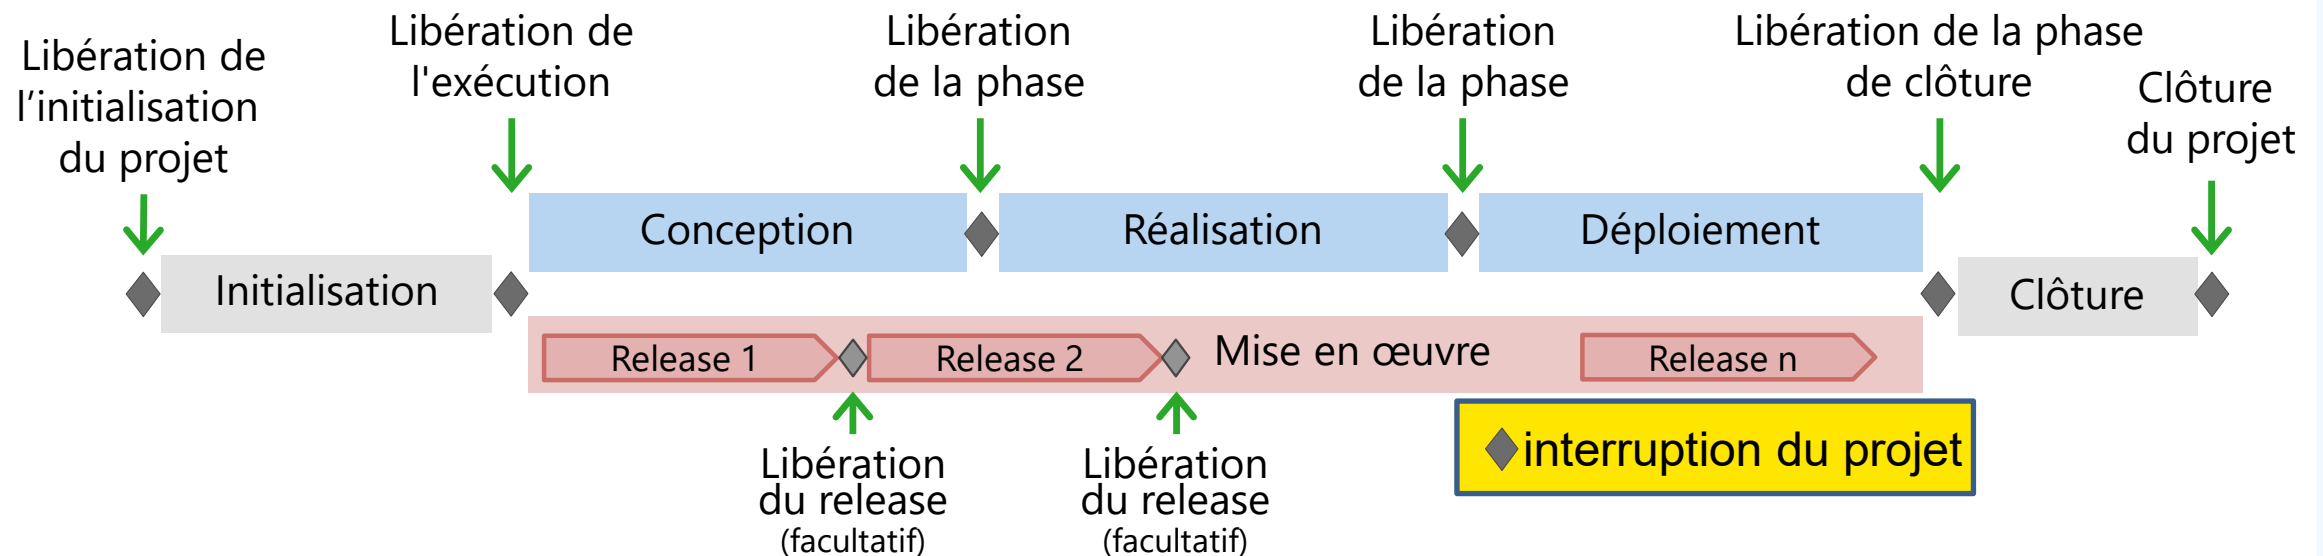 Libération de
l’initialisation
du projet
Libération de
l'exécution
Libération
de la phase
Libération
de la phase
Libération de la phase
de clôture
Clôture
du projet
Conception
Réalisation
Déploiement
Initialisation
Clôture
Release 1
Release 2
Mise en œuvre
Release n
Libération
du release
(facultatif)
Libération
du release
(facultatif)
interruption du projet